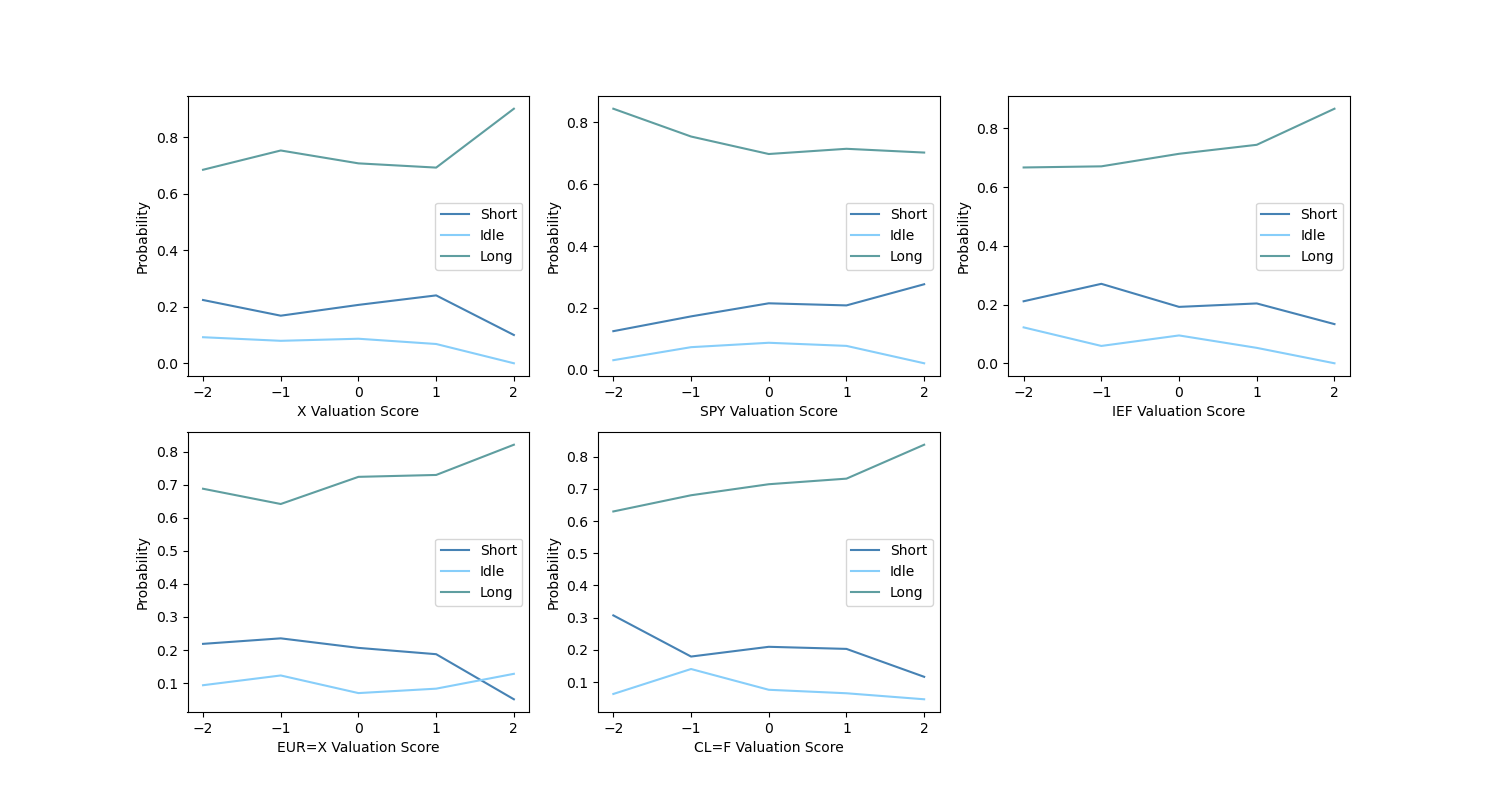 Probability
0.8
0.6
0.4
0.2
0.0
Short
Idle
Long
−2 −1 0 1 2
X Valuation Score
Probability
0.8
0.6
0.4
0.2
0.0
Short
Idle
Long
−2 −1 0 1 2
SPY Valuation Score
Probability
0.8
0.6
0.4
0.2
0.0
Short
Idle
Long
−2 −1 0 1 2
IEF Valuation Score
Probability
0.8
0.7
0.6
0.5
0.4
0.3
0.2
0.1
Short
Idle
Long
−2 −1 0 1 2
EUR=X Valuation Score
Probability
0.8
0.7
0.6
0.5
0.4
0.3
0.2
0.1
Short
Idle
Long
−2 −1 0 1 2
CL=F Valuation Score